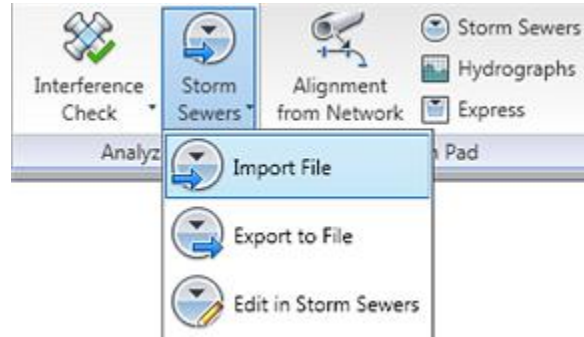 Interference
Check
Storm
Sewers
Alignment
from Network
Storm Sewers
Hydrographs
Express
Import File
Export to File
Edit in Storm Sewers
Pad